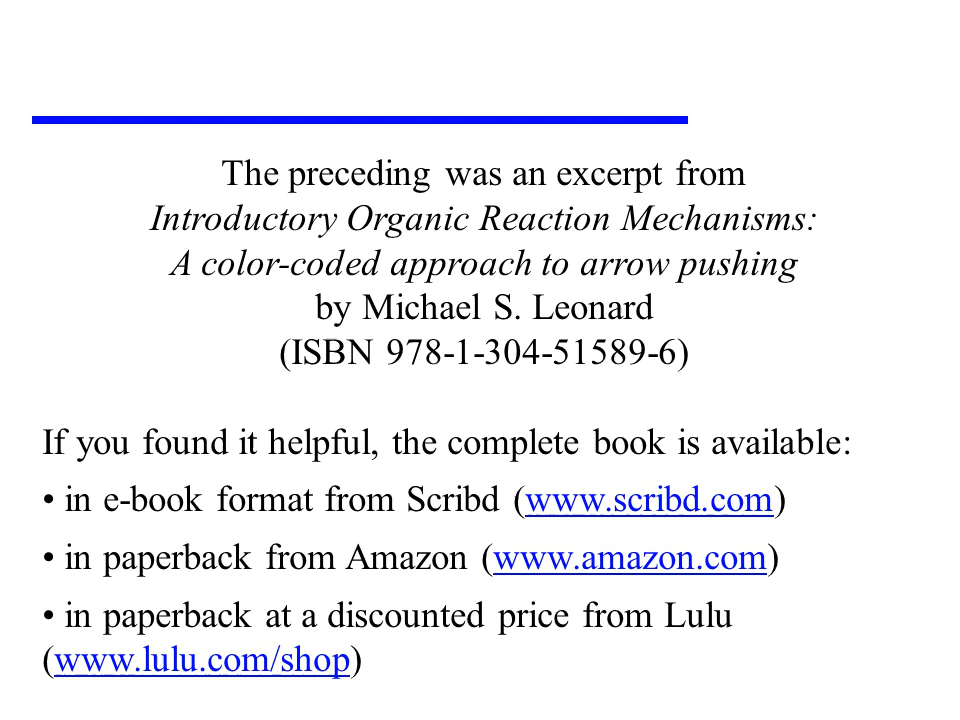 The preceding was an excerpt from
Introductory Organic Reaction Mechanisms:
A color-coded approach to arrow pushing
by Michael S. Leonard
(ISBN 978-1-304-51589-6)
If you found it helpful, the complete book is available:
• in e-book format from Scribd (www.scribd.com)
• in paperback from Amazon (www.amazon.com)
• in paperback at a discounted price from Lulu
(www.lulu.com/shop)